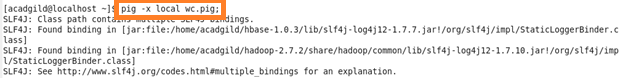 [acadgild@localhost ~]$ pig -x local wc.pig;
SLF4J: Class path contains multiple SLF4J bindings.
SLF4J: Found binding in [jar:file:/home/acadgild/hbase-1.0.3/lib/slf4j-log4j12-1.7.7.jar!/org/slf4j/impl/StaticLoggerBinder.c
lass]
SLF4J: Found binding in [jar:file:/home/acadgild/hadoop-2.7.2/share/hadoop/common/lib/slf4j-log4j12-1.7.10.jar!/org/slf4j/imp
l/StaticLoggerBinder.class]
SLF4J: See http://www.slf4j.org/codes.html#multiple_bindings for an explanation.